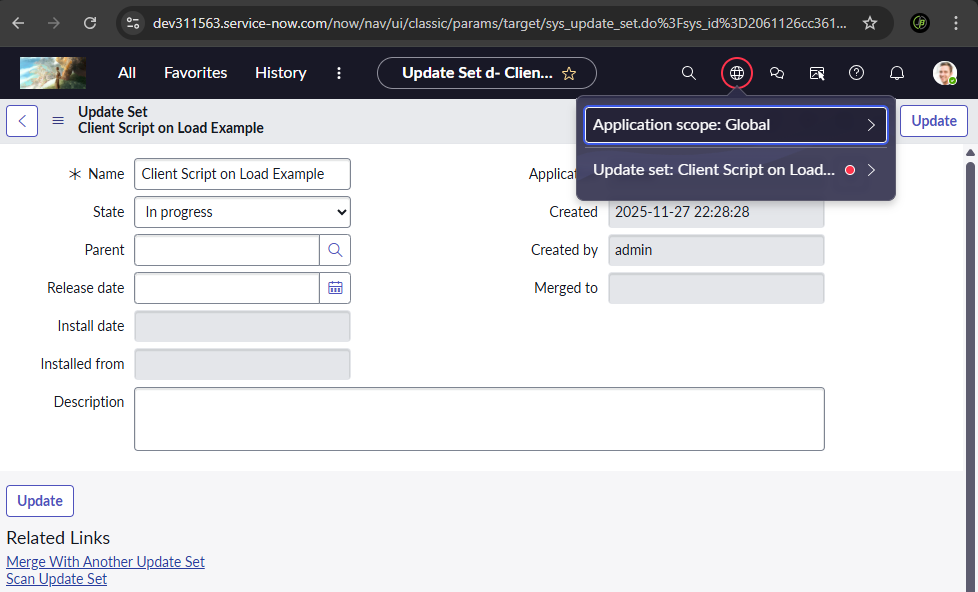 dev311563.service-now.com/now/nav/ui/classic/params/target/sys_update_set.do%3Fsys_id%3D2061126cc361...
All Favorites History Update Set d- Clien...
Update Set
Client Script on Load Example
Application scope: Global
Update
Update set: Client Script on Load...
Name Client Script on Load Example Applica
State In progress Created 2025-11-27 22:28:28
Parent Created by admin
Release date Merged to
Install date
Installed from
Description
Update
Related Links
Merge With Another Update Set
Scan Update Set